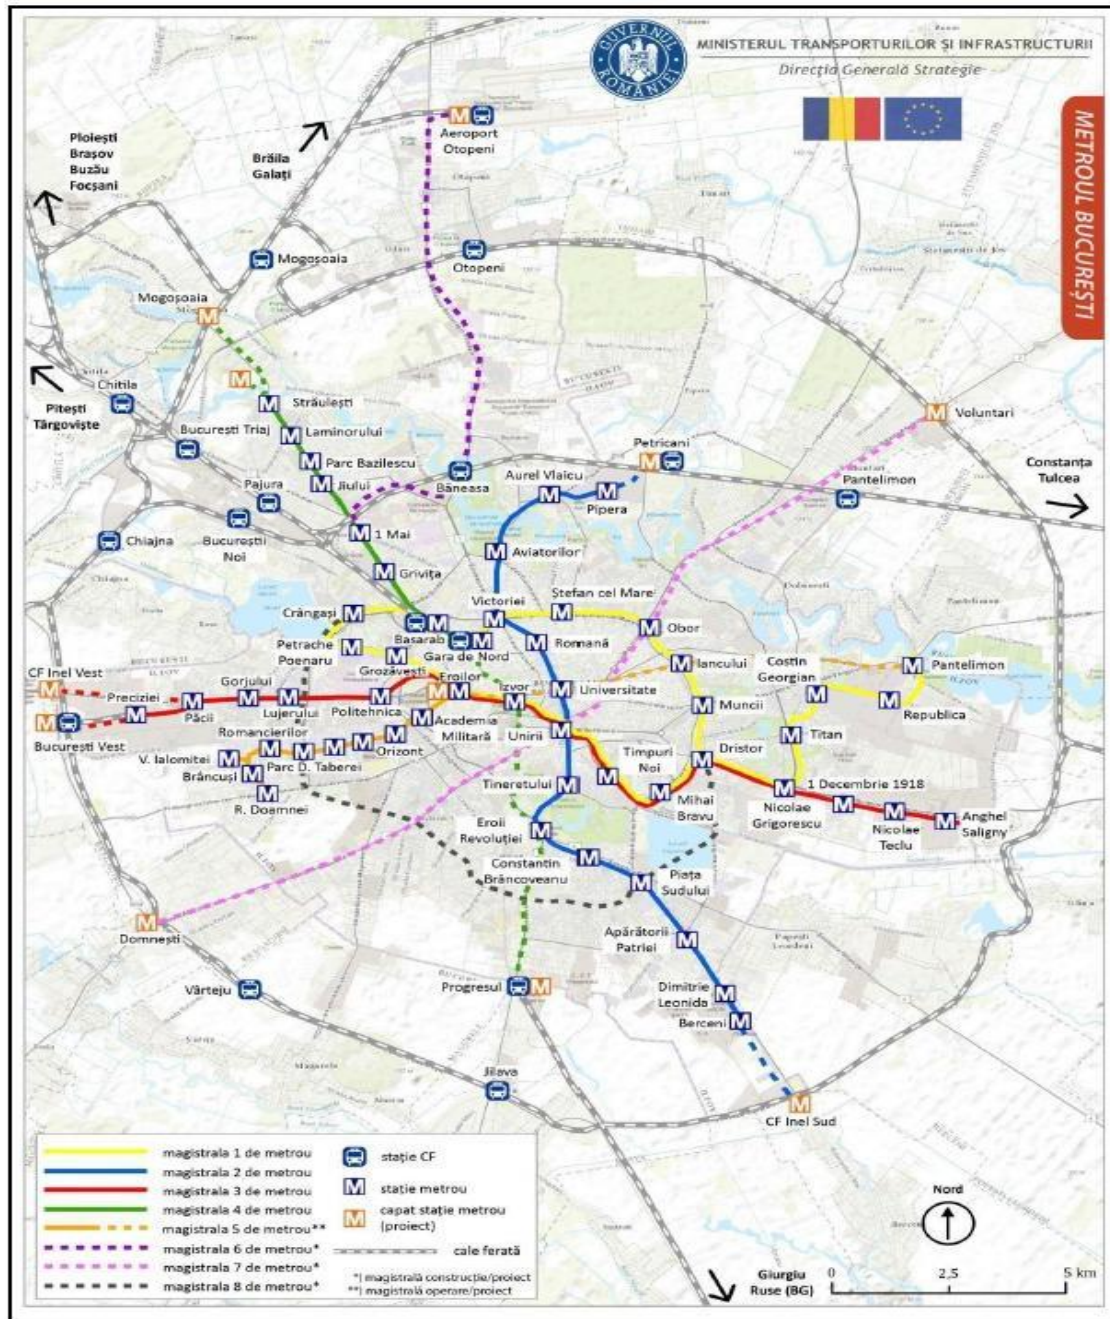 GUVERNUL ROMÂNIEI
MINISTERUL TRANSPORTURILOR ȘI INFRASTRUCTURII
Direcția Generală Strategie
METROUL BUCUREȘTI
Ploiești
Brașov
Buzău
Focșani
Brăila
Galați
Aeroport
Otopeni
Otopeni
Mogoșoaia
Mogoșoaia
Chitila
Pitești
Târgoviște
Străulești
București Triaj
Laminorului
Parc Bazilescu
Pajura
Jiului
Băneasa
Aurel Vlaicu
Petricani
Pipera
Voluntari
Pantelimon
Constanța
Tulcea
Chiajna
Bucureștii
Noi
1 Mai
Aviatorilor
Grivița
Crângași
Victoriei
Ștefan cel Mare
Basarab
Obor
Petrache
Poenaru
Gara de Nord
Romană
Grozăvești
Iancului
Costin
Georgian
Pantelimon
CF Inel Vest
Preciziei
Gorjului
Eroilor
Izvor
Universitate
Republica
București Vest
Păcii
Lujerului
Politehnica
Academia
Militară
Unirii
Muncii
Titan
Romancierilor
Orizont
V. Ialomitei
Brâncuși
Parc D. Taberei
Timpuri
Noi
Dristor
R. Doamnei
Tineretului
Mihai
Bravu
1 Decembrie 1918
Nicolae
Grigorescu
Nicolae
Teclu
Anghel
Saligny
Eroii
Revoluției
Constantin
Brâncoveanu
Piața
Sudului
Domnești
Apărătorii
Patriei
Vârteju
Progresul
Dimitrie
Leonida
Berceni
Jilava
CF Inel Sud
magistrala 1 de metrou
magistrala 2 de metrou
magistrala 3 de metrou
magistrala 4 de metrou
magistrala 5 de metrou**
magistrala 6 de metrou*
magistrala 7 de metrou*
magistrala 8 de metrou*
stație CF
stație metrou
capat stație metrou
(proiect)
cale ferată
*| magistrală construcție/proiect
**| magistrală operare/proiect
Nord
Giurgiu
Ruse (BG)
0 2,5 5 km